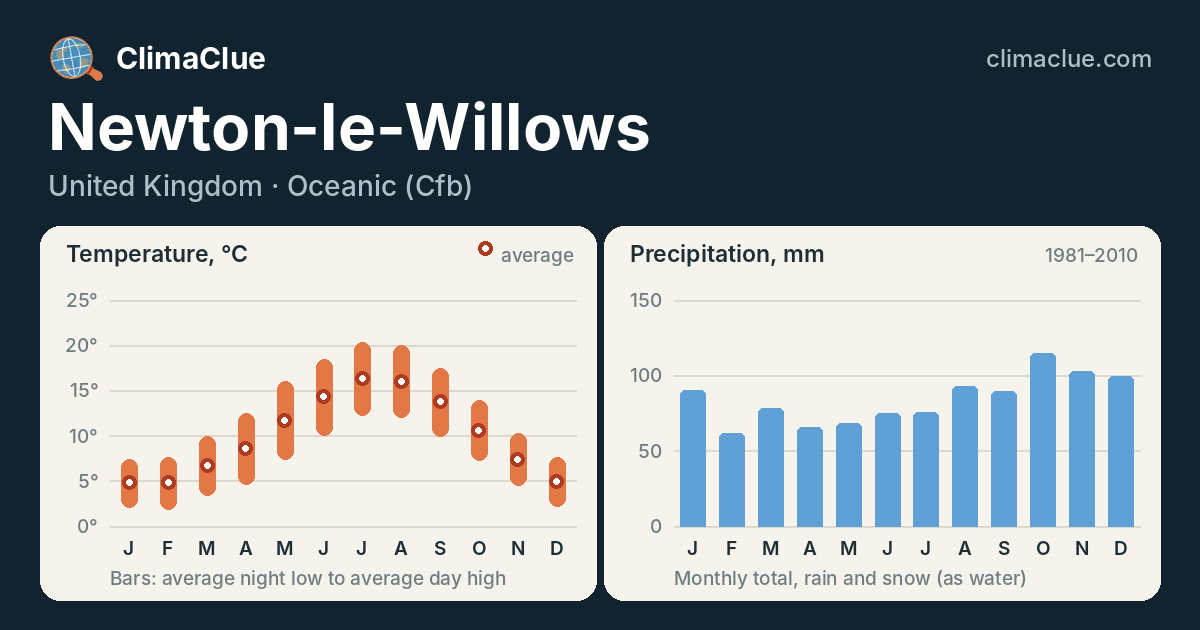 ClimaClue
climaclue.com
Newton-le-Willows
United Kingdom · Oceanic (Cfb)
Temperature, °C
average
25°
20°
15°
10°
5°
0°
J F M A M J J A S O N D
Bars: average night low to average day high
Precipitation, mm
1981–2010
150
100
50
0
J F M A M J J A S O N D
Monthly total, rain and snow (as water)